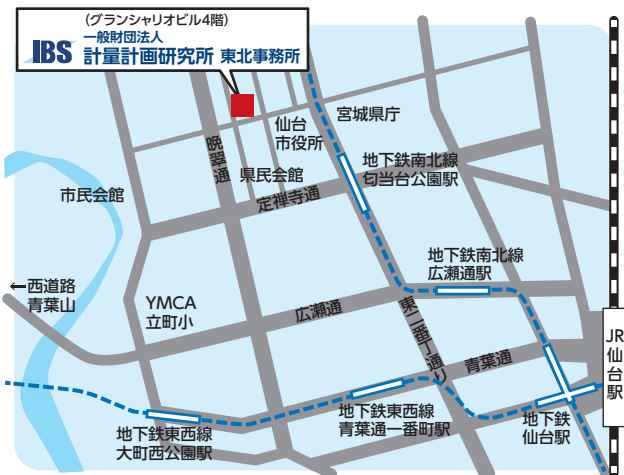 (グランシャリオビル4階)
IBS
一般財団法人
計量計画研究所 東北事務所
宮城県庁
仙台
市役所
晩翠通
県民会館
地下鉄南北線
勾当台公園駅
定禅寺通
市民会館
地下鉄南北線
広瀬通駅
←西道路
青葉山
YMCA
立町小
広瀬通
東二番丁通り
青葉通
JR仙台駅
地下鉄東西線
青葉通一番町駅
地下鉄
仙台駅
地下鉄東西線
大町西公園駅